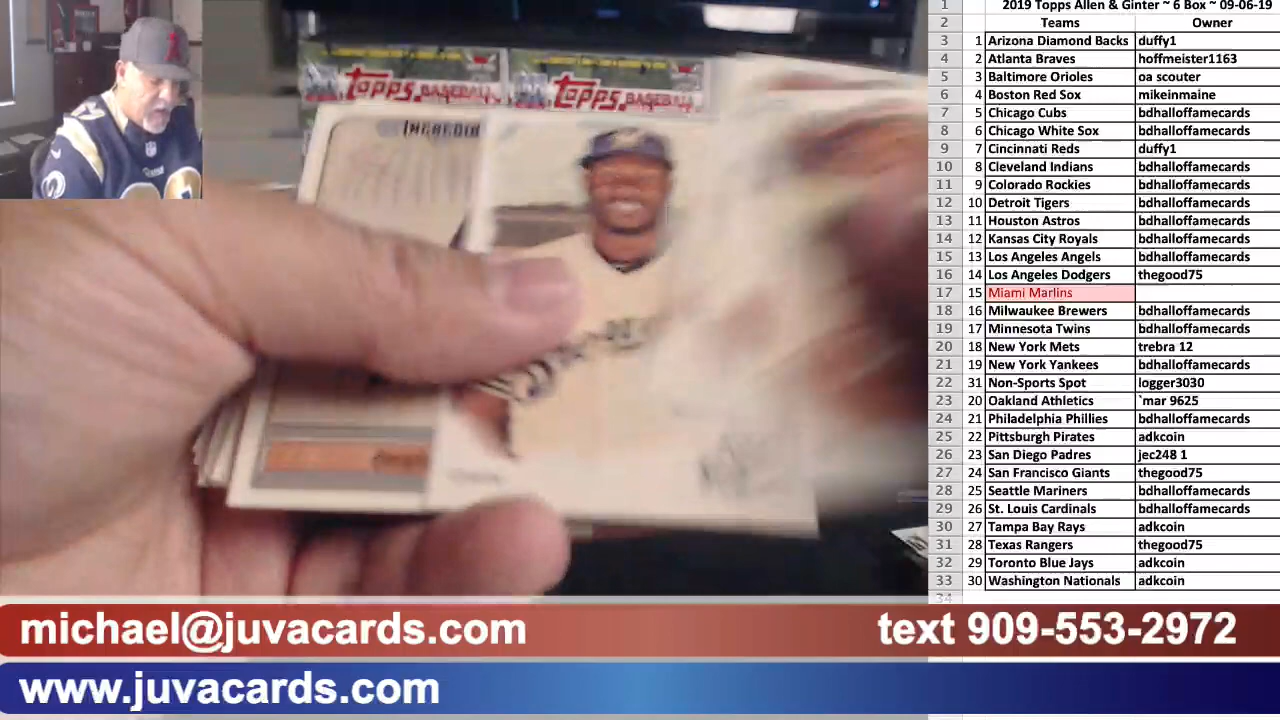 1 2019 Topps Allen & Ginter ~ 6 Box ~ 09-06-19
2 Teams Owner
3 1 Arizona Diamond Backs duffy1
4 2 Atlanta Braves hoffmeister1163
5 3 Baltimore Orioles oa scouter
6 4 Boston Red Sox mikeinmaine
7 5 Chicago Cubs bdhalloffamecards
8 6 Chicago White Sox bdhalloffamecards
9 7 Cincinnati Reds duffy1
10 8 Cleveland Indians bdhalloffamecards
11 9 Colorado Rockies bdhalloffamecards
12 10 Detroit Tigers bdhalloffamecards
13 11 Houston Astros bdhalloffamecards
14 12 Kansas City Royals bdhalloffamecards
15 13 Los Angeles Angels bdhalloffamecards
16 14 Los Angeles Dodgers thegood75
17 15 Miami Marlins
18 16 Milwaukee Brewers bdhalloffamecards
19 17 Minnesota Twins bdhalloffamecards
20 18 New York Mets trebra 12
21 19 New York Yankees bdhalloffamecards
22 31 Non-Sports Spot logger3030
23 20 Oakland Athletics `mar 9625
24 21 Philadelphia Phillies bdhalloffamecards
25 22 Pittsburgh Pirates adkcoin
26 23 San Diego Padres jec248 1
27 24 San Francisco Giants thegood75
28 25 Seattle Mariners bdhalloffamecards
29 26 St. Louis Cardinals bdhalloffamecards
30 27 Tampa Bay Rays adkcoin
31 28 Texas Rangers thegood75
32 29 Toronto Blue Jays adkcoin
33 30 Washington Nationals adkcoin
34
Topps BASEBALL Topps BASEBALL
michael@juvacards.com text 909-553-2972
www.juvacards.com